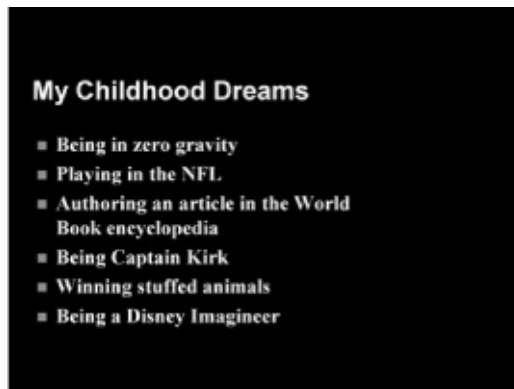 My Childhood Dreams
Being in zero gravity
Playing in the NFL
Authoring an article in the World
Book encyclopedia
Being Captain Kirk
Winning stuffed animals
Being a Disney Imagineer